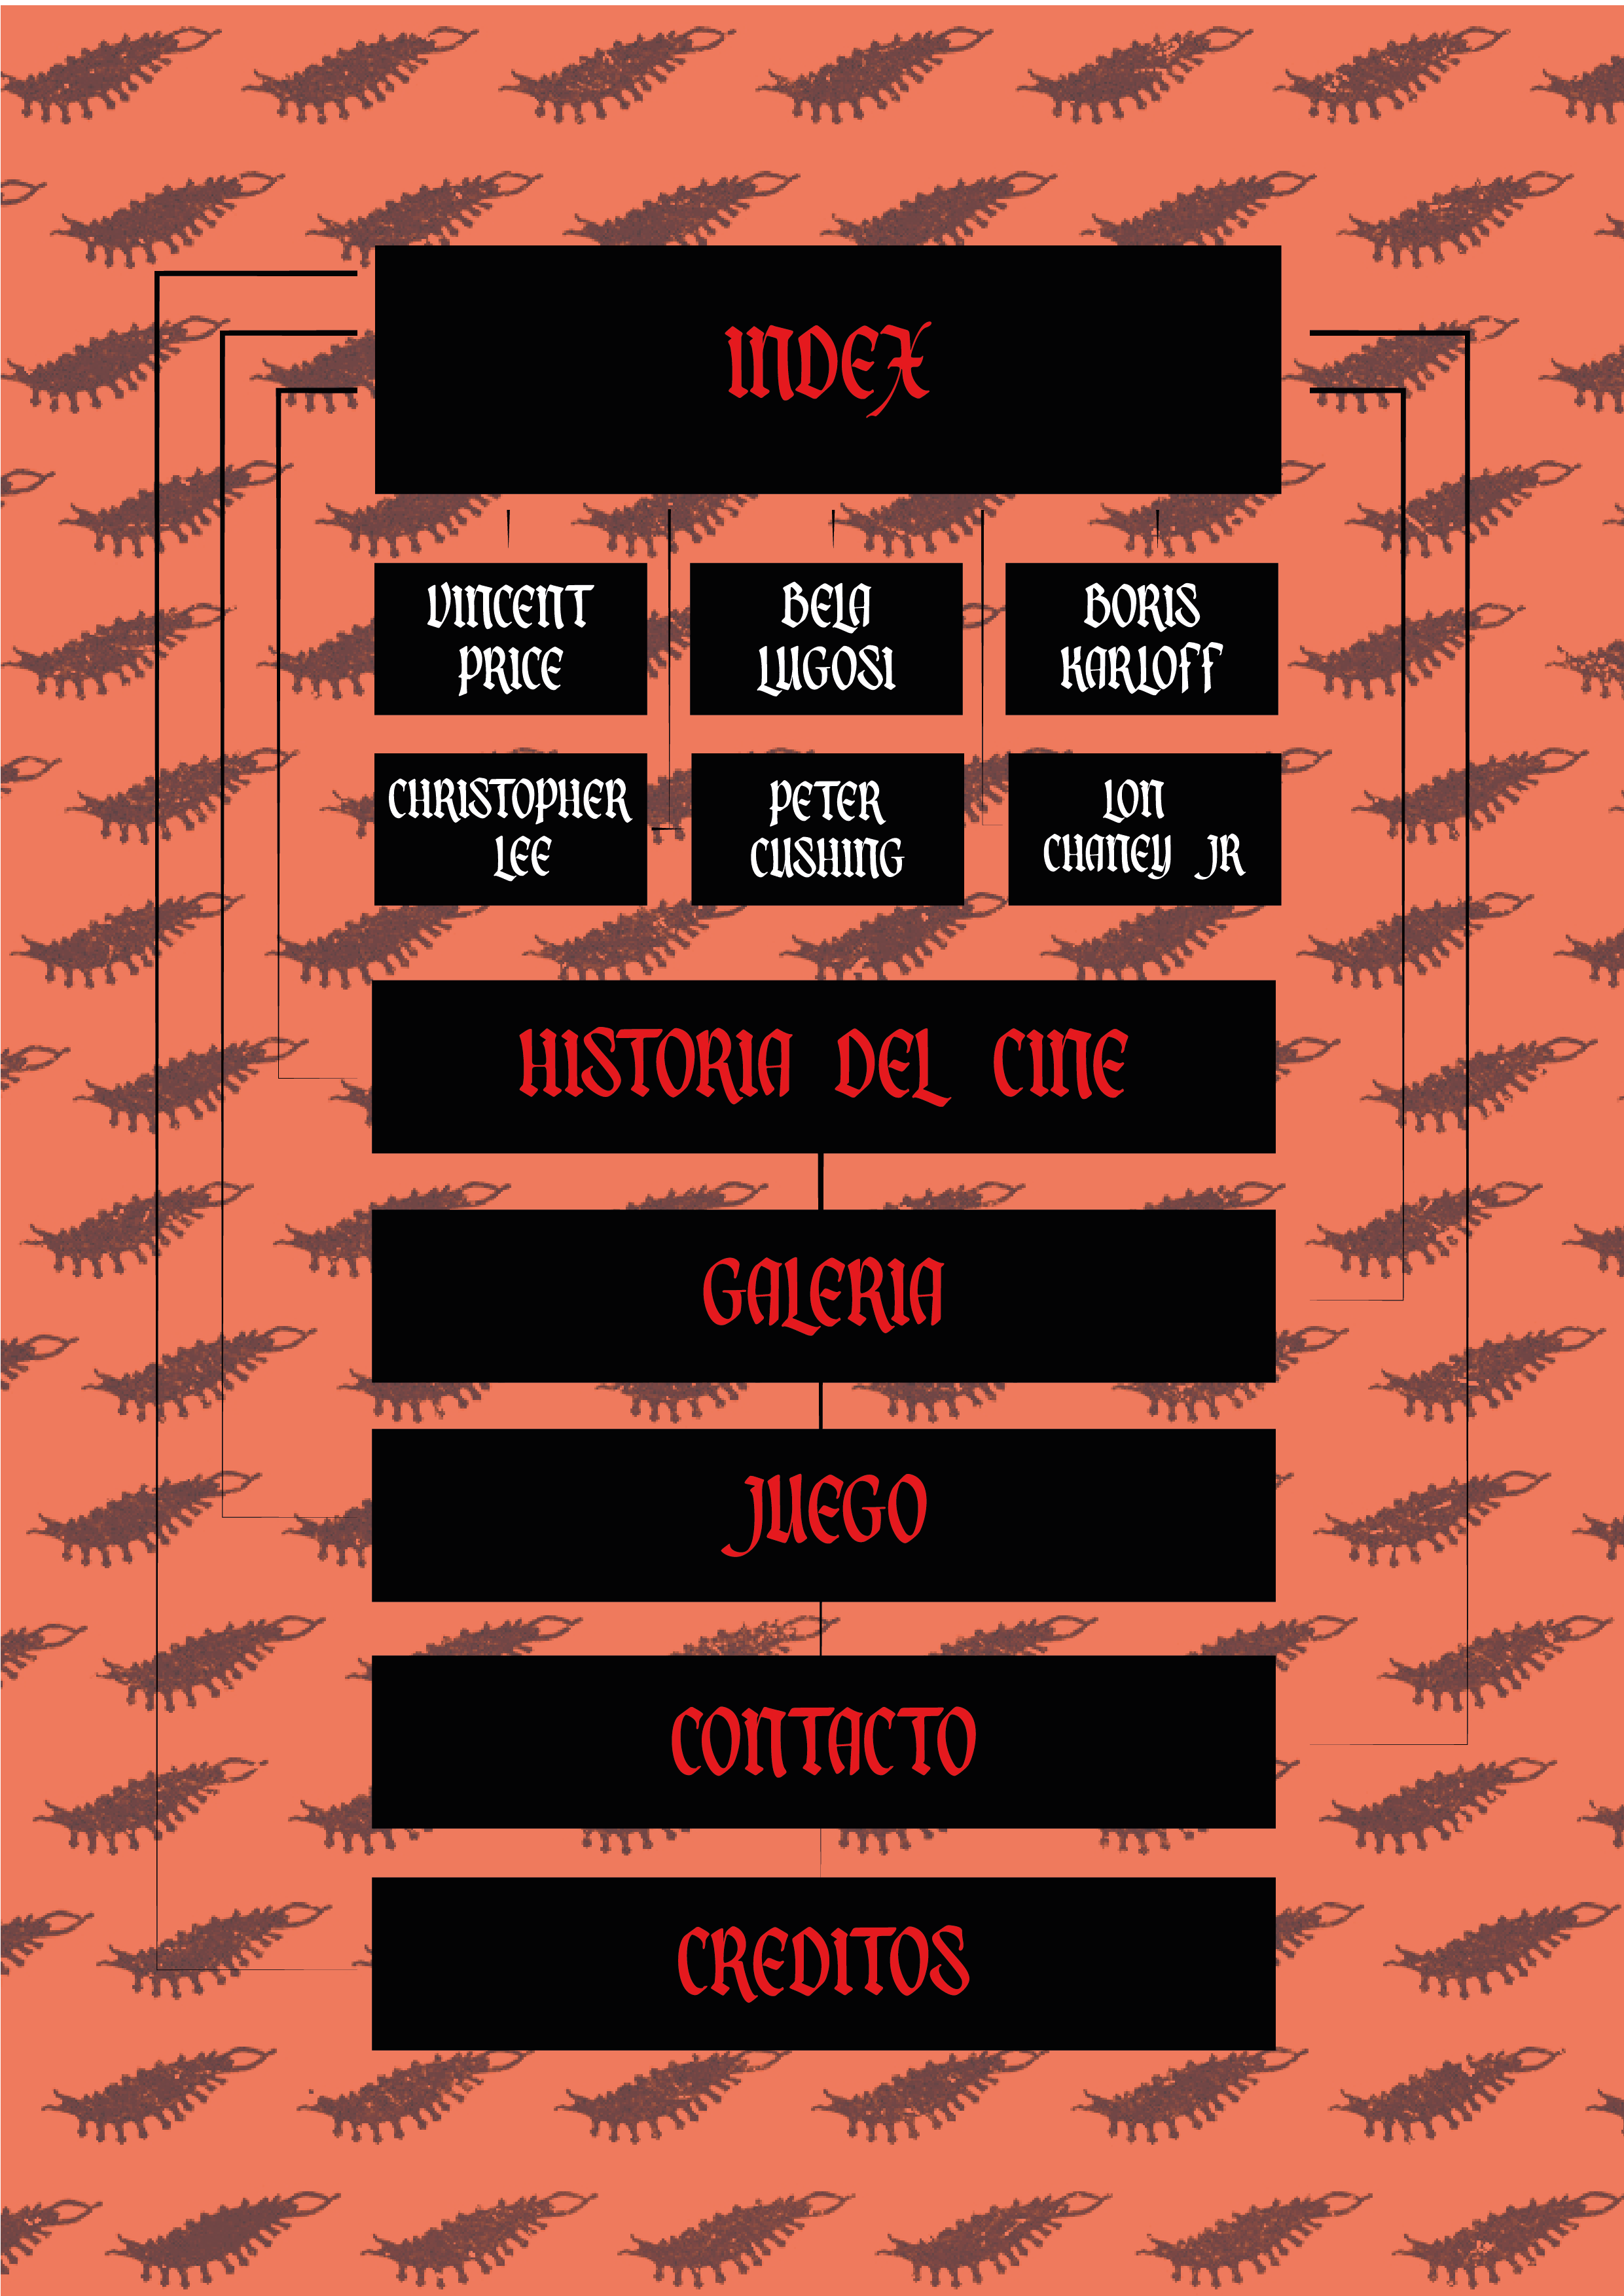 INDEX
VINCENT
PRICE
BELA
LUGOSI
BORIS
KARLOFF
CHRISTOPHER
LEE
PETER
CUSHING
LON
CHANEY JR
HISTORIA DEL CINE
GALERIA
JUEGO
CONTACTO
CREDITOS